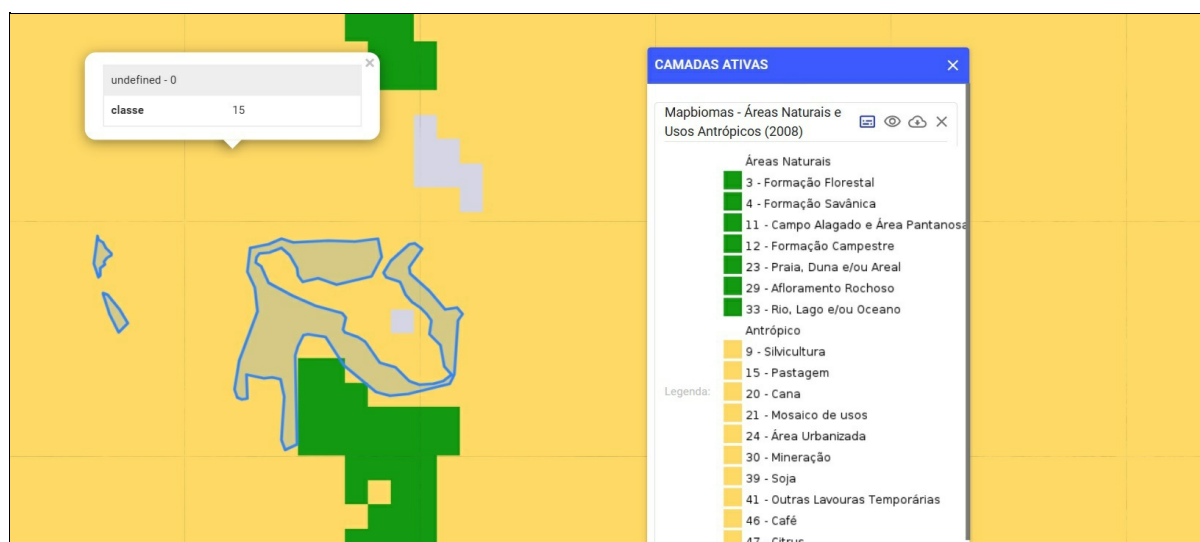 undefined - 0
classe 15
CAMADAS ATIVAS
Mapbiomas - Áreas Naturais e
Usos Antrópicos (2008)
Legenda:
Áreas Naturais
3 - Formação Florestal
4 - Formação Savânica
11 - Campo Alagado e Área Pantanosa
12 - Formação Campestre
23 - Praia, Duna e/ou Areal
29 - Afloramento Rochoso
33 - Rio, Lago e/ou Oceano
Antrópico
9 - Silvicultura
15 - Pastagem
20 - Cana
21 - Mosaico de usos
24 - Área Urbanizada
30 - Mineração
39 - Soja
41 - Outras Lavouras Temporárias
46 - Café
47 - Citrus